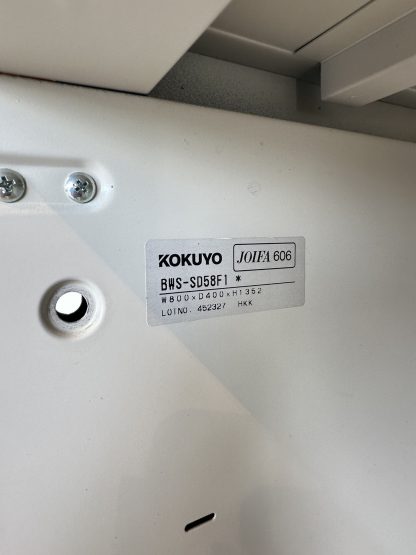 KOKUYO JOIFA 606
BWS-SD58F1 *
W800×D400×H1352
LOTNO. 452327 HKK